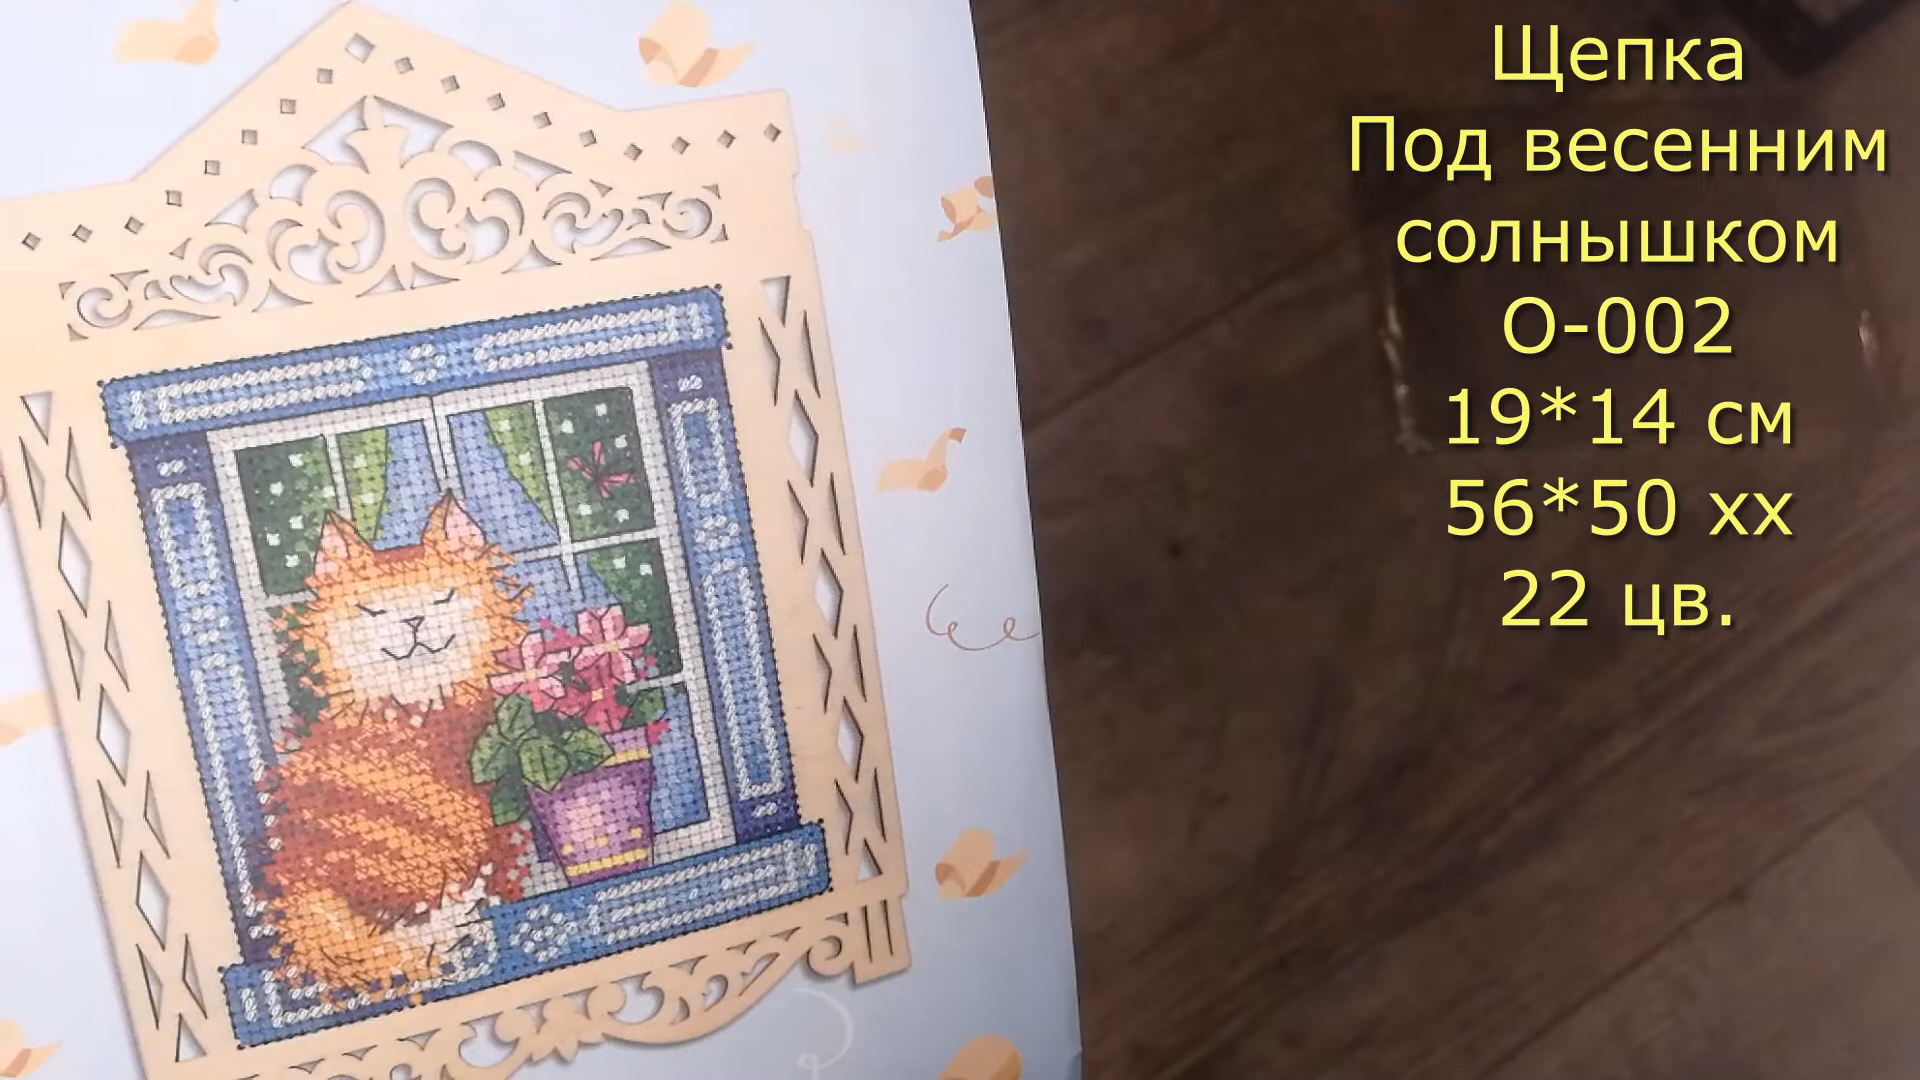 Щепка
Под весенним
солнышком
О-002
19*14 см
56*50 хх
22 цв.